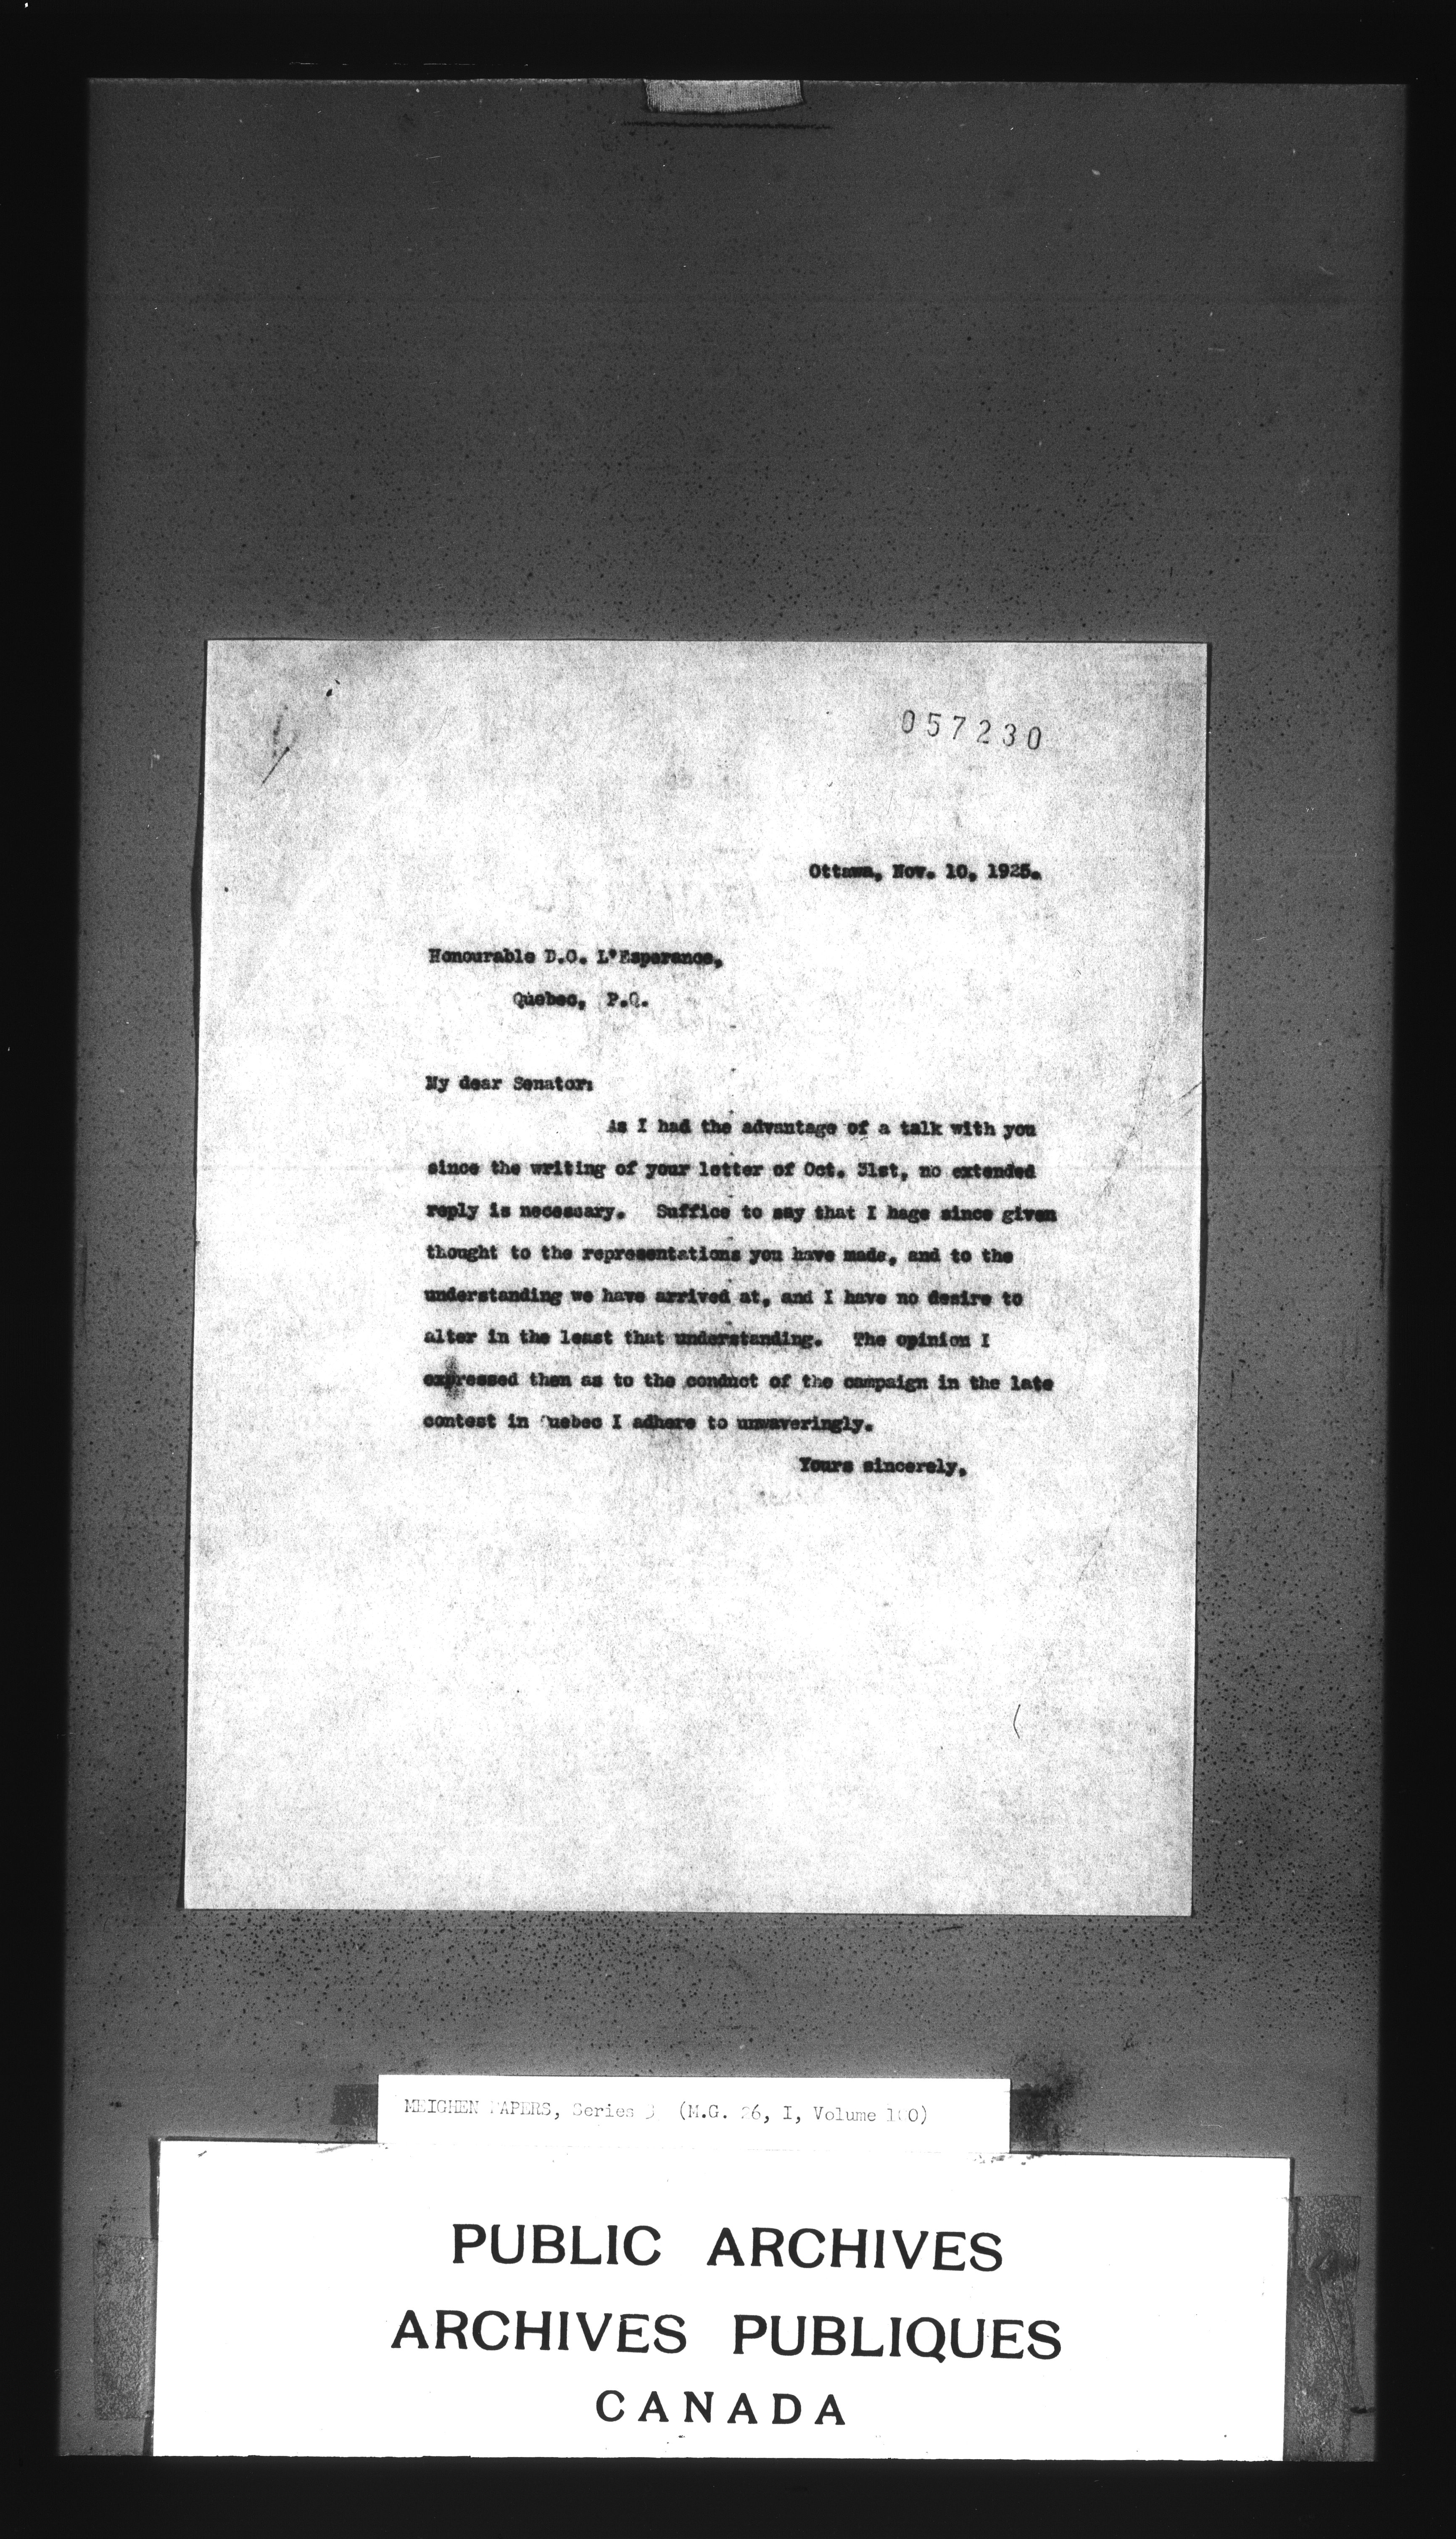 057230
Ottawa, Nov. 10, 1925.
Honourable D.O. L'Esperance,
Quebec, P.Q.
My dear Senator:
As I had the advantage of a talk with you
since the writing of your letter of Oct. 31st, no extended
reply is necessary. Suffice to say that I hage since given
thought to the representations you have made, and to the
understanding we have arrived at, and I have no desire to
alter in the least that understanding. The opinion I
expressed then as to the conduct of the campaign in the late
contest in Quebec I adhere to unwaveringly.
Yours sincerely,
MEIGHEN PAPERS, Series (M.G. 26, I, Volume
PUBLIC ARCHIVES
ARCHIVES PUBLIQUES
CANADA